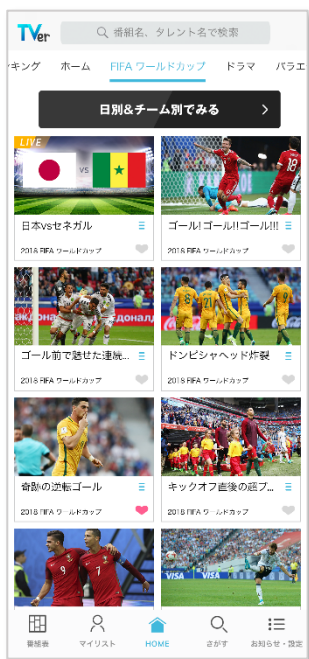 TVer
番組名、タレント名で検索
ーキング ホーム FIFA ワールドカップ ドラマ バラエ
日別&チーム別でみる
LIVE
VS
日本vsセネガル
2018 FIFA ワールドカップ
ゴール!ゴール!!ゴール!!!
2018 FIFA ワールドカップ
ゴール前で魅せた連続...
2018 FIFA ワールドカップ
ドンピシャヘッド炸裂
2018 FIFA ワールドカップ
奇跡の逆転ゴール
2018 FIFA ワールドカップ
キックオフ直後の超プ...
2018 FIFA ワールドカップ
9
7
VISA
VISA
番組表 マイリスト HOME さがす お知らせ・設定